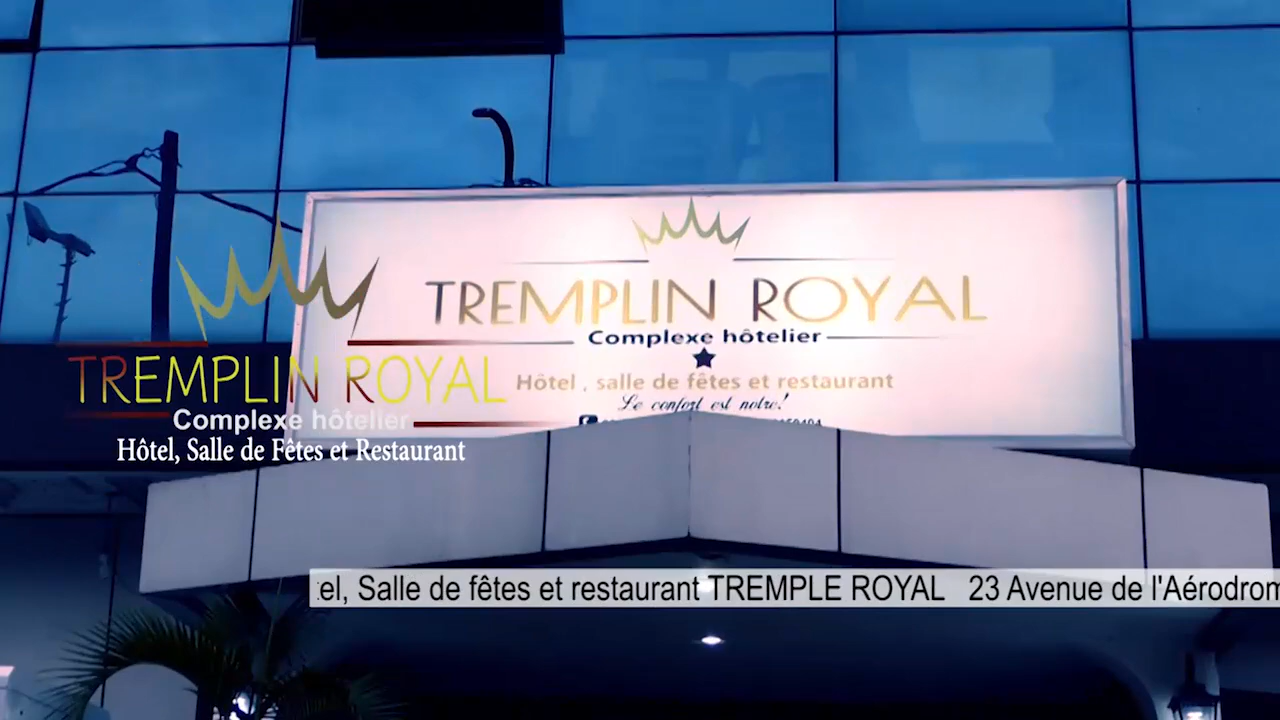 TREMPLIN ROYAL
Complexe hôtelier
Hôtel . salle de fêtes et restaurant
Le confort est notre!
TREMPLIN ROYAL
Complexe hôtelier
Hôtel, Salle de Fêtes et Restaurant
el, Salle de fêtes et restaurant TREMPLE ROYAL 23 Avenue de l'Aérodrom